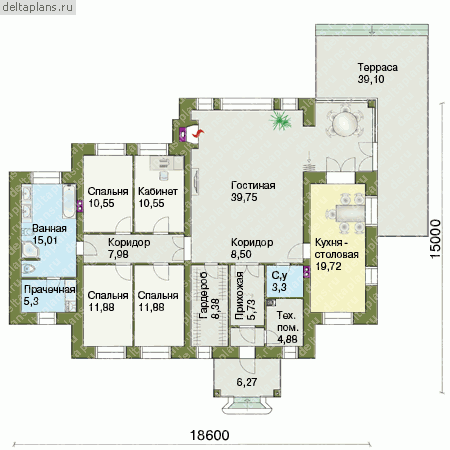 deltaplans.ru
Терраса
39,10
Спальня
10,55
Кабинет
10,55
Гостиная
39,75
Ванная
15,01
Коридор
7,98
Коридор
8,50
Кухня-
столовая
19,72
Прачечная
5,3
Спальня
11,88
Спальня
11,88
Гардероб
8,38
Прихожая
5,73
С,у
3,3
Тех.
пом.
4,88
6,27
15000
18600